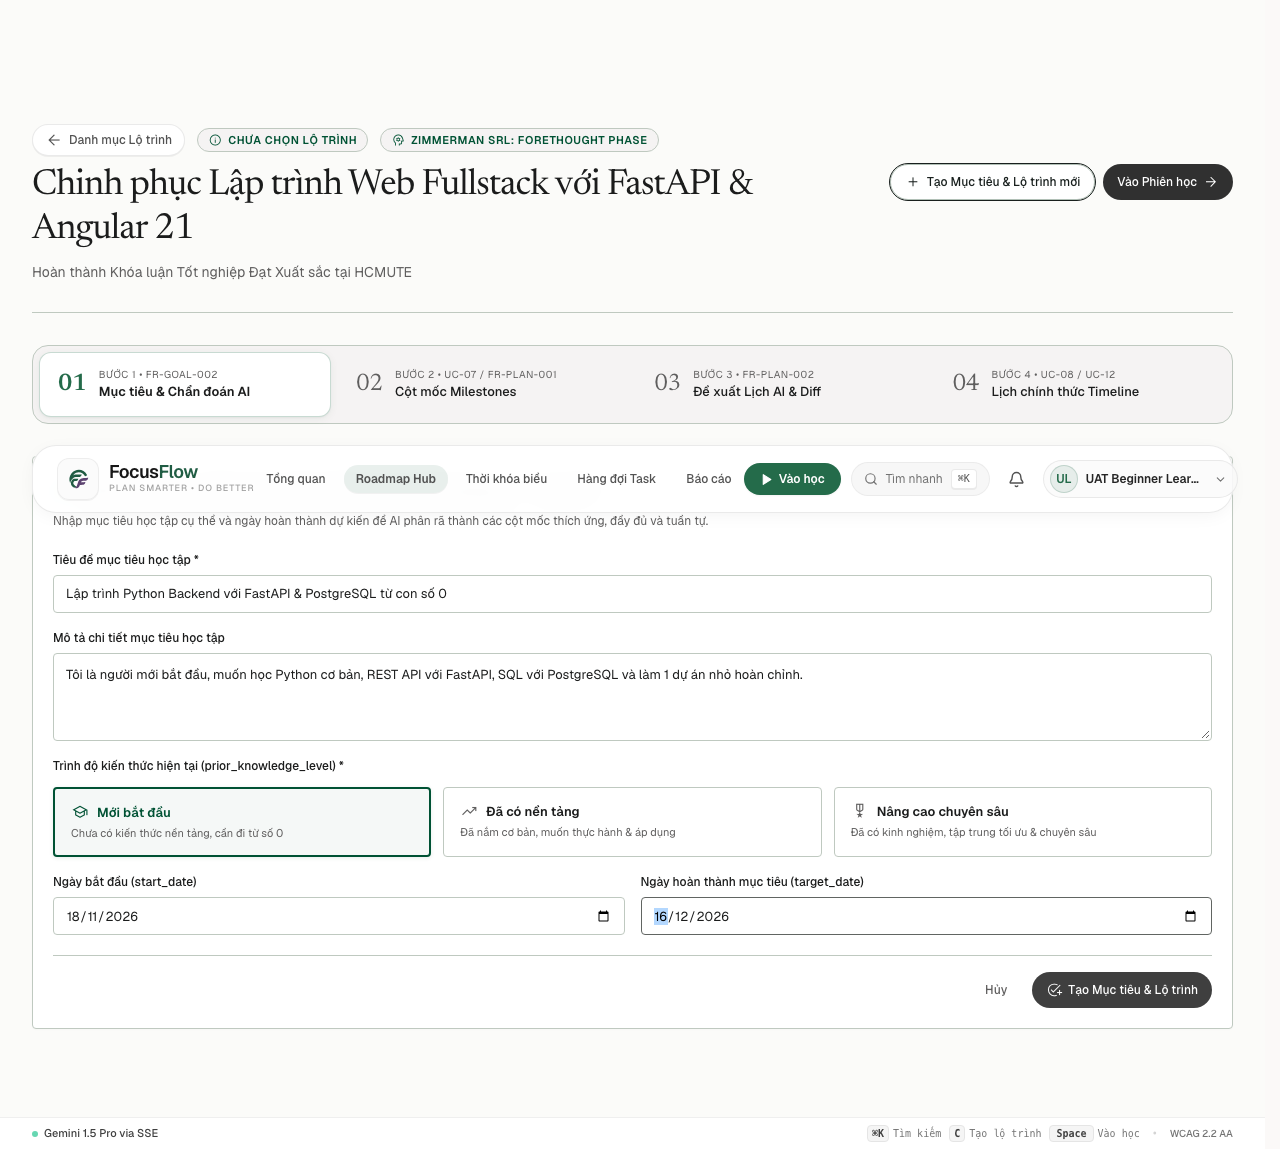 Danh mục Lộ trình
CHƯA CHỌN LỘ TRÌNH
ZIMMERMAN SRL: FORETHOUGHT PHASE
Chinh phục Lập trình Web Fullstack với FastAPI &
Angular 21
Tạo Mục tiêu & Lộ trình mới
Vào Phiên học
Hoàn thành Khóa luận Tốt nghiệp Đạt Xuất sắc tại HCMUTE
01
BƯỚC 1 • FR-GOAL-002
Mục tiêu & Chẩn đoán AI
02
BƯỚC 2 • UC-07 / FR-PLAN-001
Cột mốc Milestones
03
BƯỚC 3 • FR-PLAN-002
Đề xuất Lịch AI & Diff
04
BƯỚC 4 • UC-08 / UC-12
Lịch chính thức Timeline
FocusFlow
PLAN SMARTER • DO BETTER
Tổng quan
Roadmap Hub
Thời khóa biểu
Hàng đợi Task
Báo cáo
Vào học
Tìm nhanh
⌘K
UL
UAT Beginner Lear...
Nhập mục tiêu học tập cụ thể và ngày hoàn thành dự kiến để AI phân rã thành các cột mốc thích ứng, đầy đủ và tuần tự.
Tiêu đề mục tiêu học tập *
Lập trình Python Backend với FastAPI & PostgreSQL từ con số 0
Mô tả chi tiết mục tiêu học tập
Tôi là người mới bắt đầu, muốn học Python cơ bản, REST API với FastAPI, SQL với PostgreSQL và làm 1 dự án nhỏ hoàn chỉnh.
Trình độ kiến thức hiện tại (prior_knowledge_level) *
Mới bắt đầu
Chưa có kiến thức nền tảng, cần đi từ số 0
Đã có nền tảng
Đã nắm cơ bản, muốn thực hành & áp dụng
Nâng cao chuyên sâu
Đã có kinh nghiệm, tập trung tối ưu & chuyên sâu
Ngày bắt đầu (start_date)
18/11/2026
Ngày hoàn thành mục tiêu (target_date)
16/12/2026
Hủy
Tạo Mục tiêu & Lộ trình
Gemini 1.5 Pro via SSE
⌘K Tìm kiếm
C Tạo lộ trình
Space Vào học
•
WCAG 2.2 AA